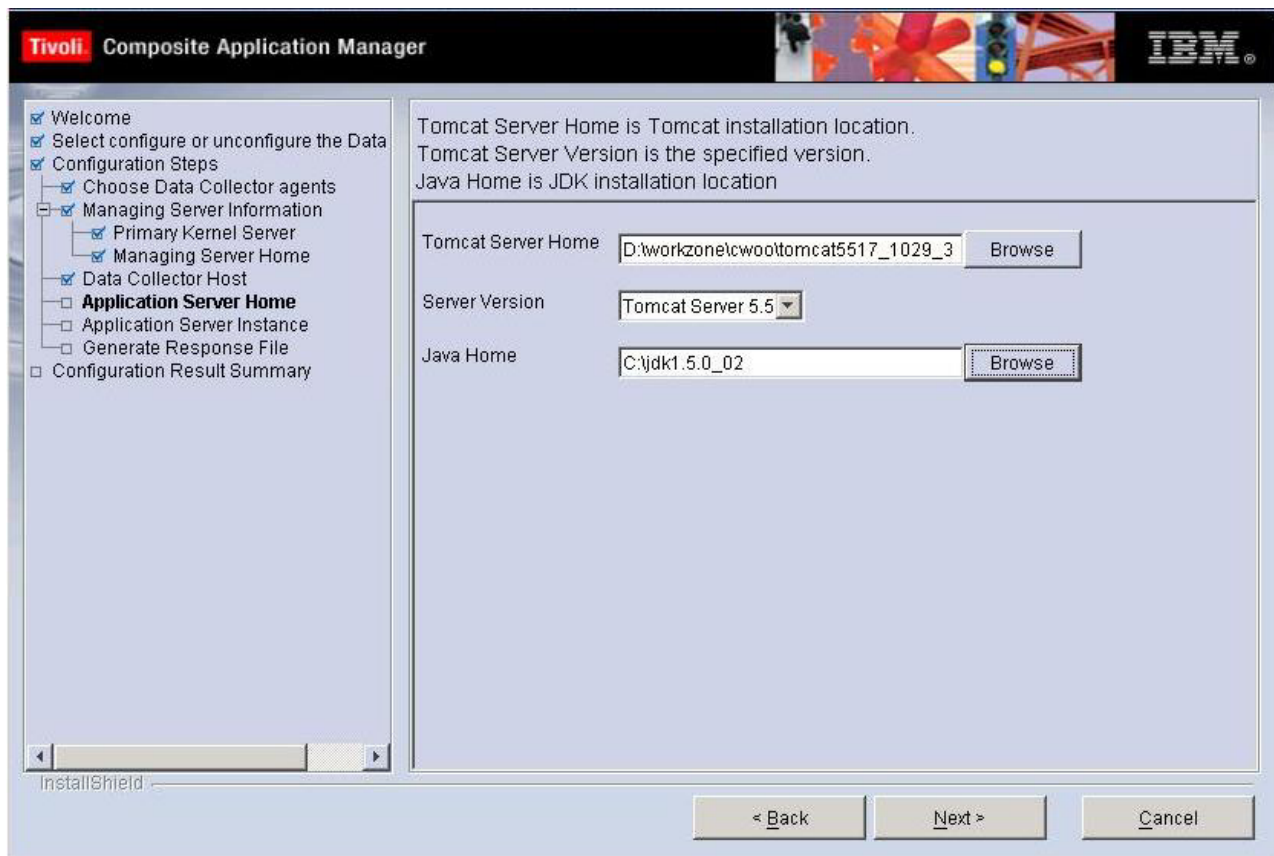 Tivoli. Composite Application Manager
IBM®
Welcome
Select configure or unconfigure the Data
Configuration Steps
Choose Data Collector agents
Managing Server Information
Primary Kernel Server
Managing Server Home
Data Collector Host
Application Server Home
Application Server Instance
Generate Response File
Configuration Result Summary
Tomcat Server Home is Tomcat installation location.
Tomcat Server Version is the specified version.
Java Home is JDK installation location
Tomcat Server Home D:\workzone\cwoo\tomcat5517_1029_3 Browse
Server Version Tomcat Server 5.5
Java Home C:\jdk1.5.0_02 Browse
InstallShield
< Back Next > Cancel